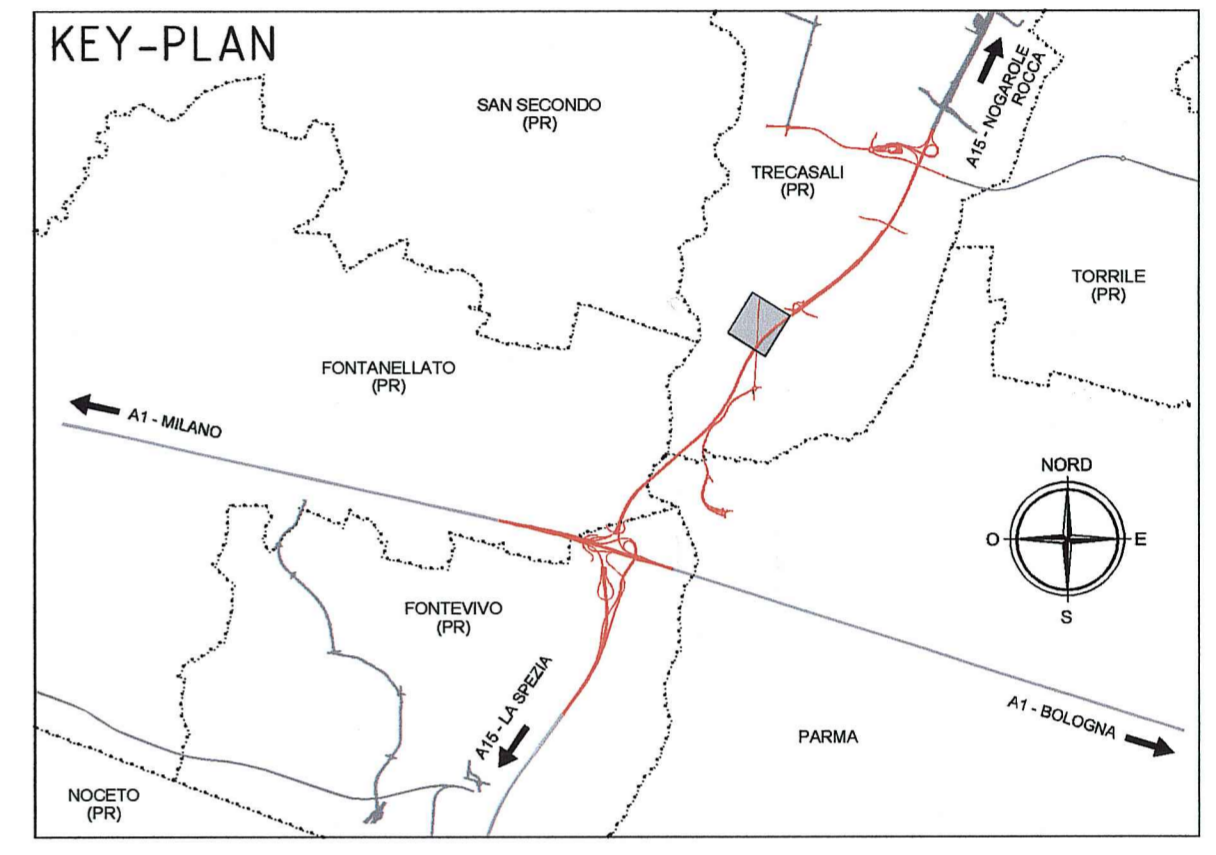 KEY-PLAN
SAN SECONDO
(PR)
A15 - NOGAROLE
ROCCA
TRECASALI
(PR)
TORRILE
(PR)
FONTANELLATO
(PR)
A1 - MILANO
NORD
O
E
S
FONTEVIVO
(PR)
A15 - LA SPEZIA
A1 - BOLOGNA
PARMA
NOCETO
(PR)